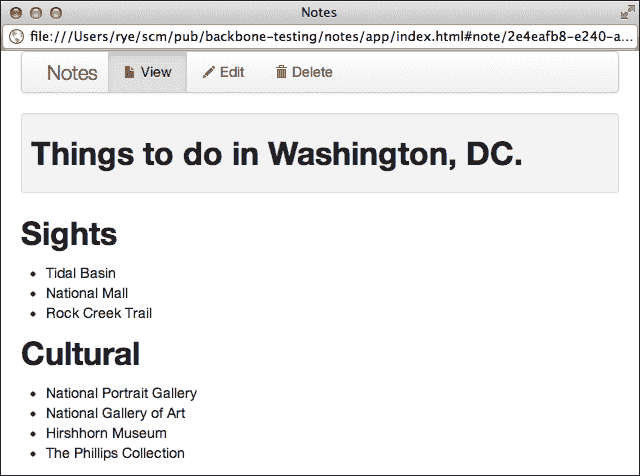 Notes
file:///Users/rye/scm/pub/backbone-testing/notes/app/index.html#note/2e4eafb8-e240-a...
Notes View Edit Delete
Things to do in Washington, DC.
Sights
• Tidal Basin
• National Mall
• Rock Creek Trail
Cultural
• National Portrait Gallery
• National Gallery of Art
• Hirshhorn Museum
• The Phillips Collection